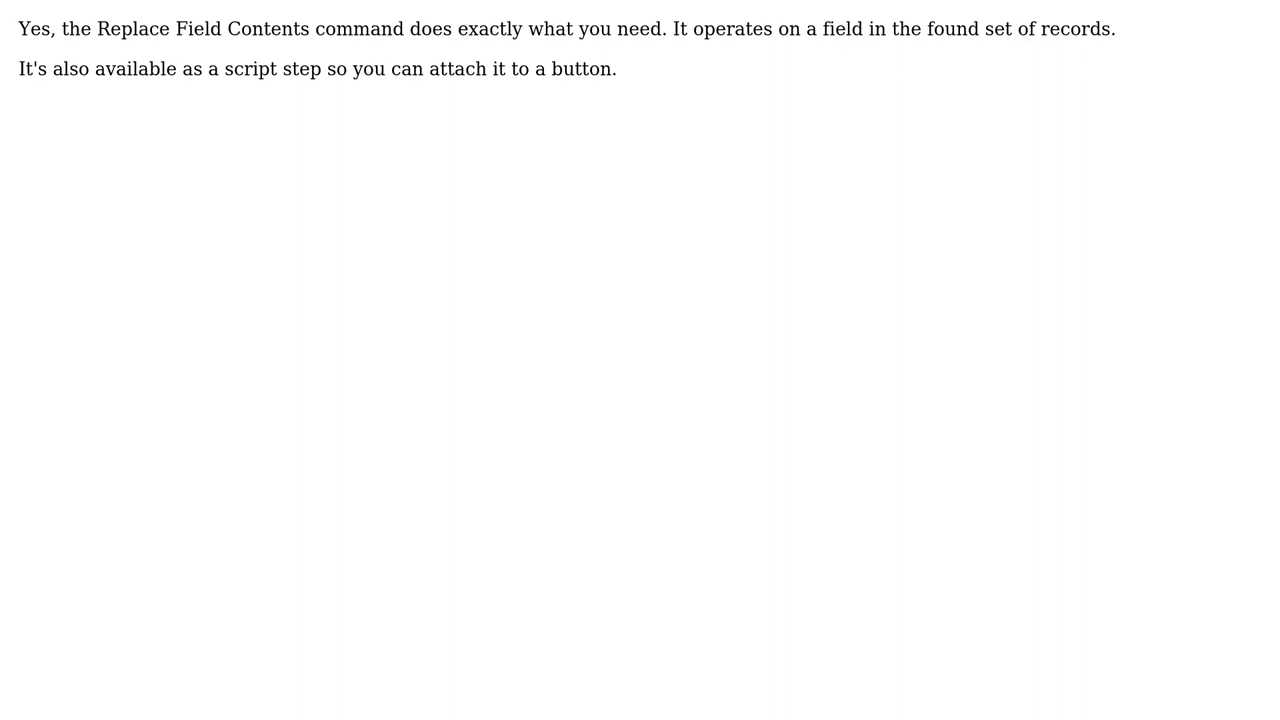 Yes, the Replace Field Contents command does exactly what you need. It operates on a field in the found set of records.
It's also available as a script step so you can attach it to a button.